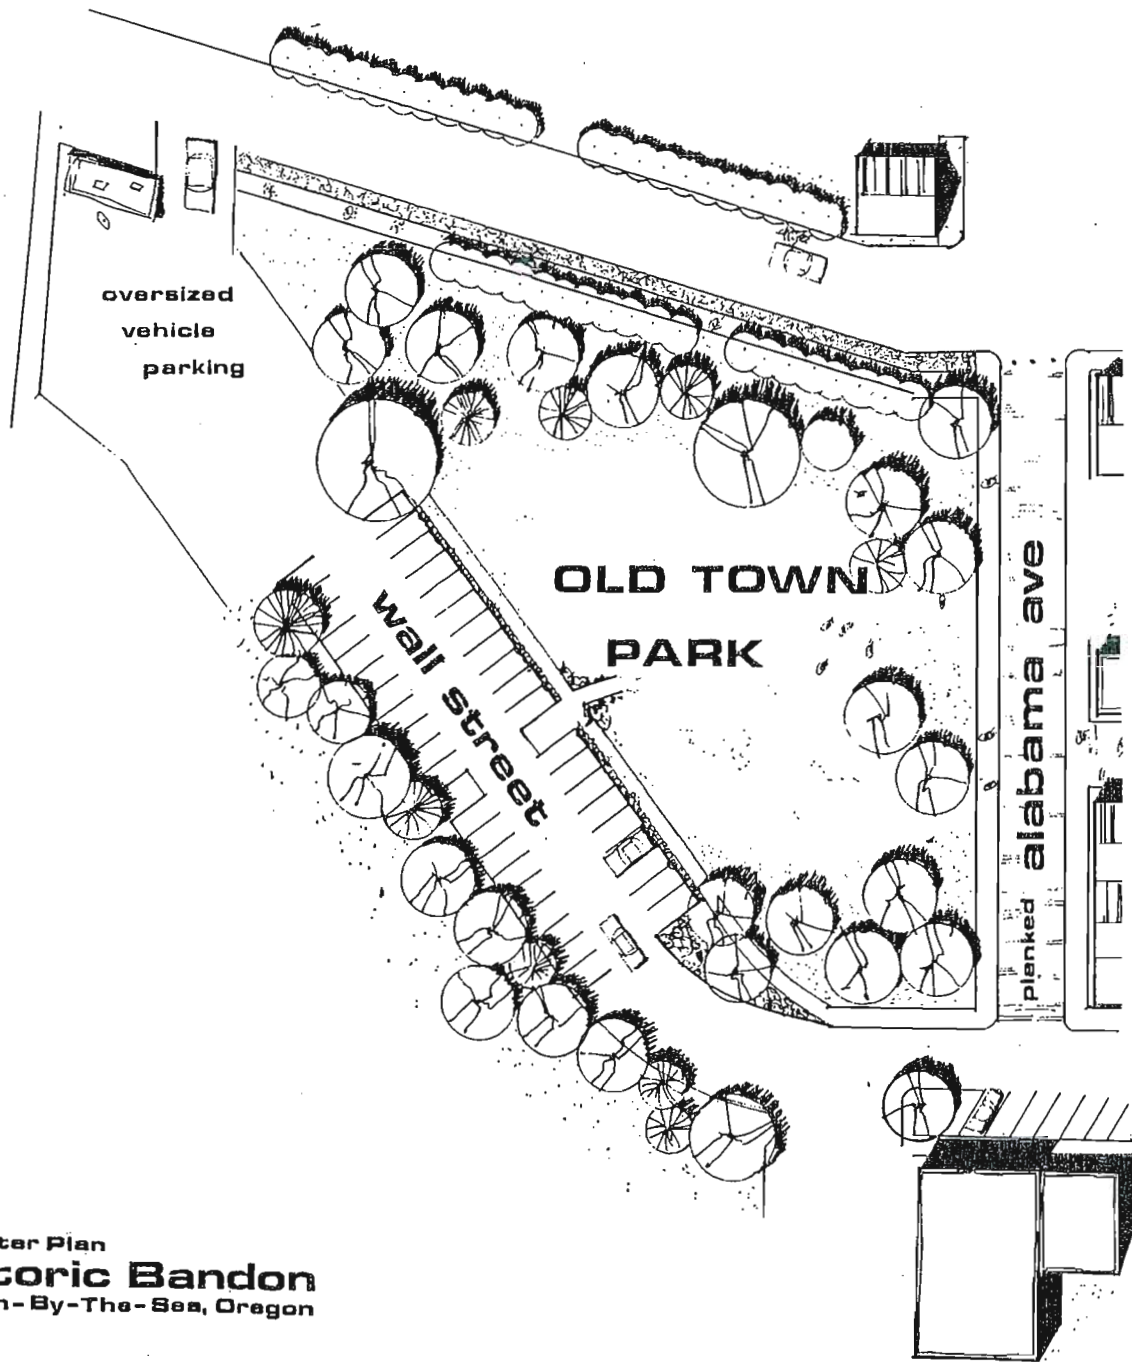 oversized
vehicle
parking
OLD TOWN
PARK
wall street
planked alabama ave
ter Plan
toric Bandon
n-By-The-Sea, Oregon